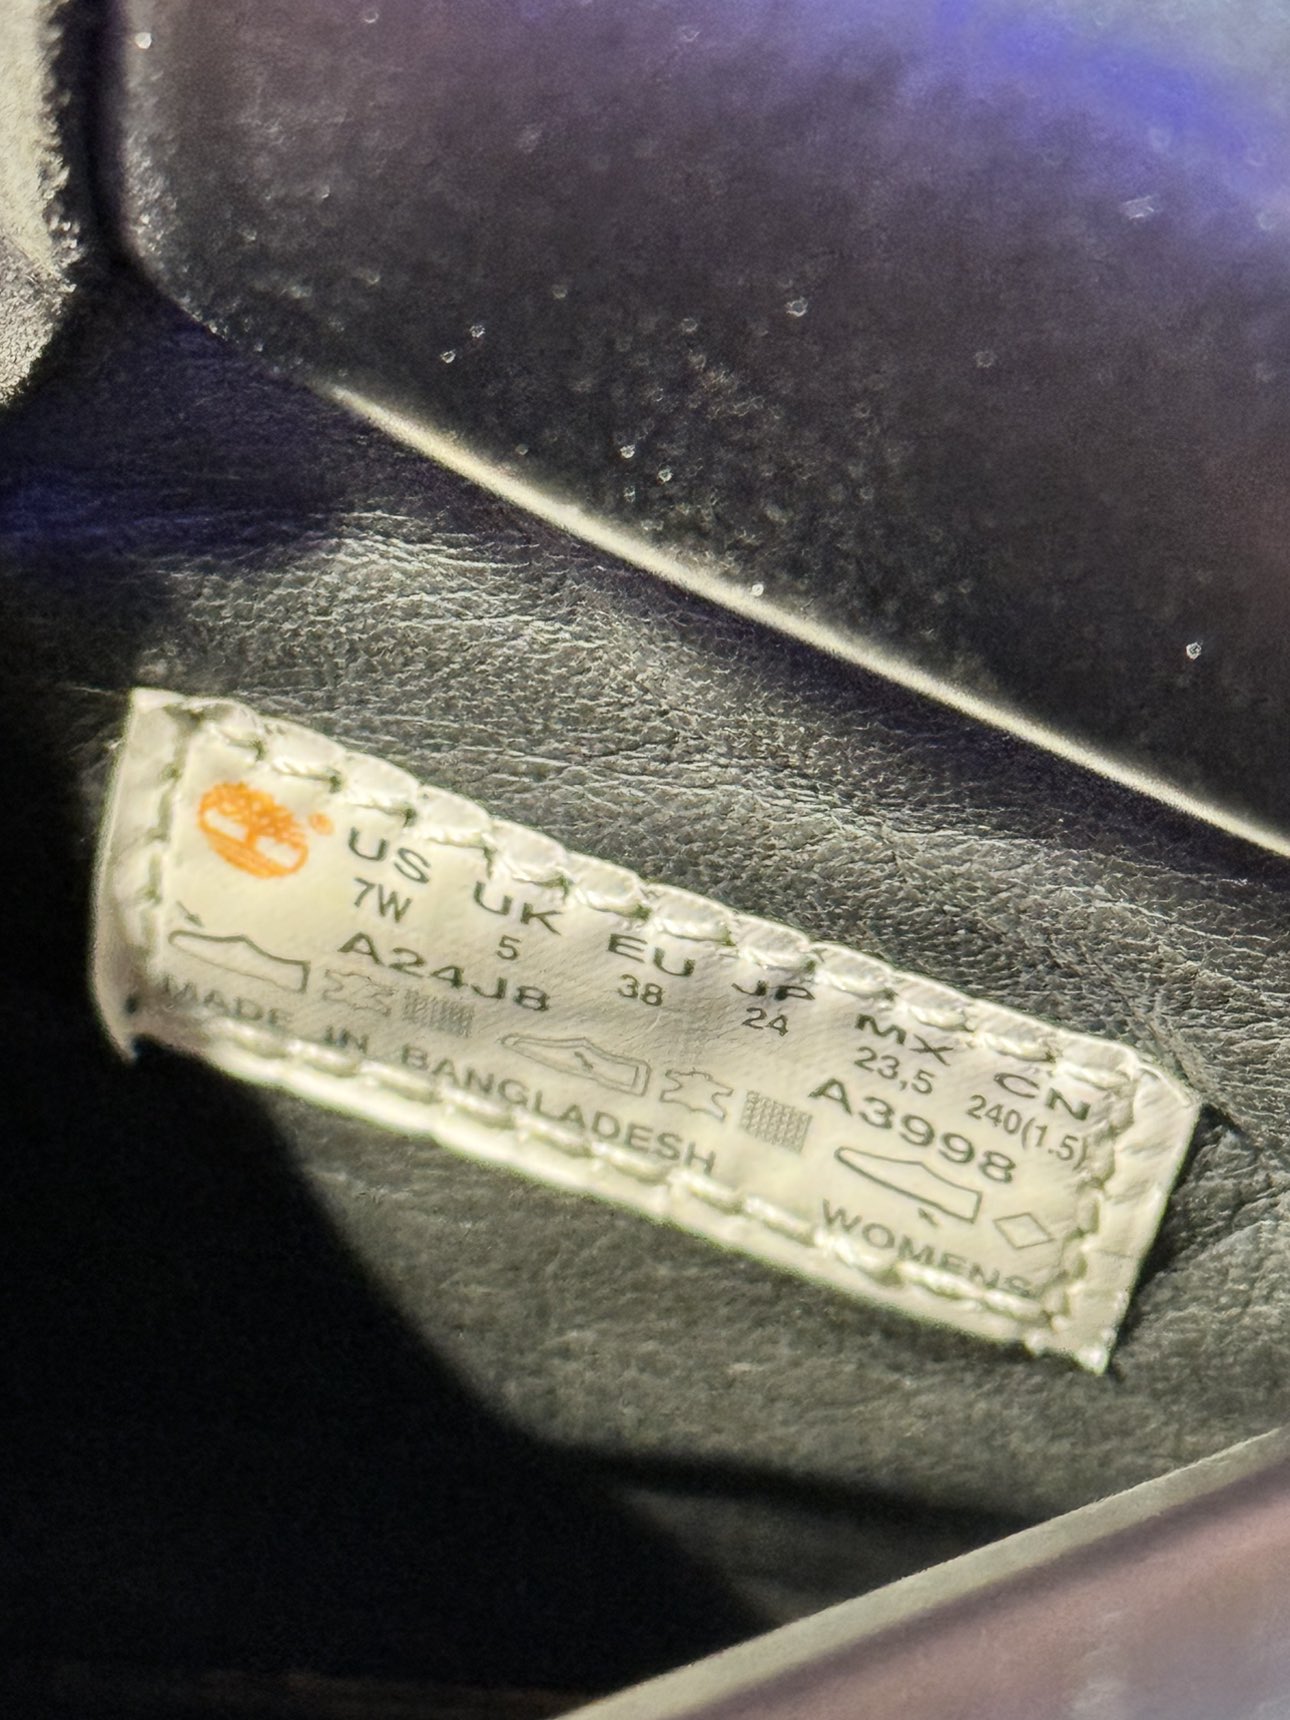 US UK EU JP MX CN
7W 5 38 24 23,5 240(1.5)
A24J8 A3998
MADE IN BANGLADESH WOMENS